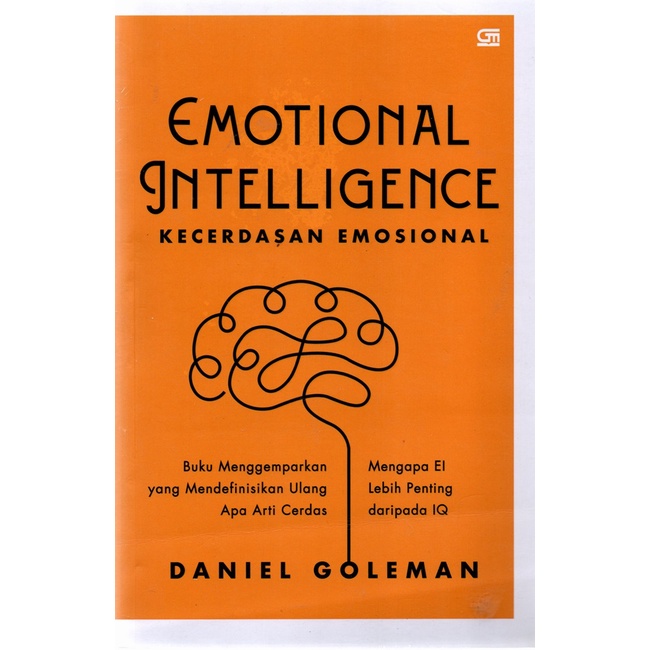 GM
EMOTIONAL
INTELLIGENCE
KECERDASAN EMOSIONAL
Buku Menggemparkan
yang Mendefinisikan Ulang
Apa Arti Cerdas
Mengapa EI
Lebih Penting
daripada IQ
DANIEL GOLEMAN